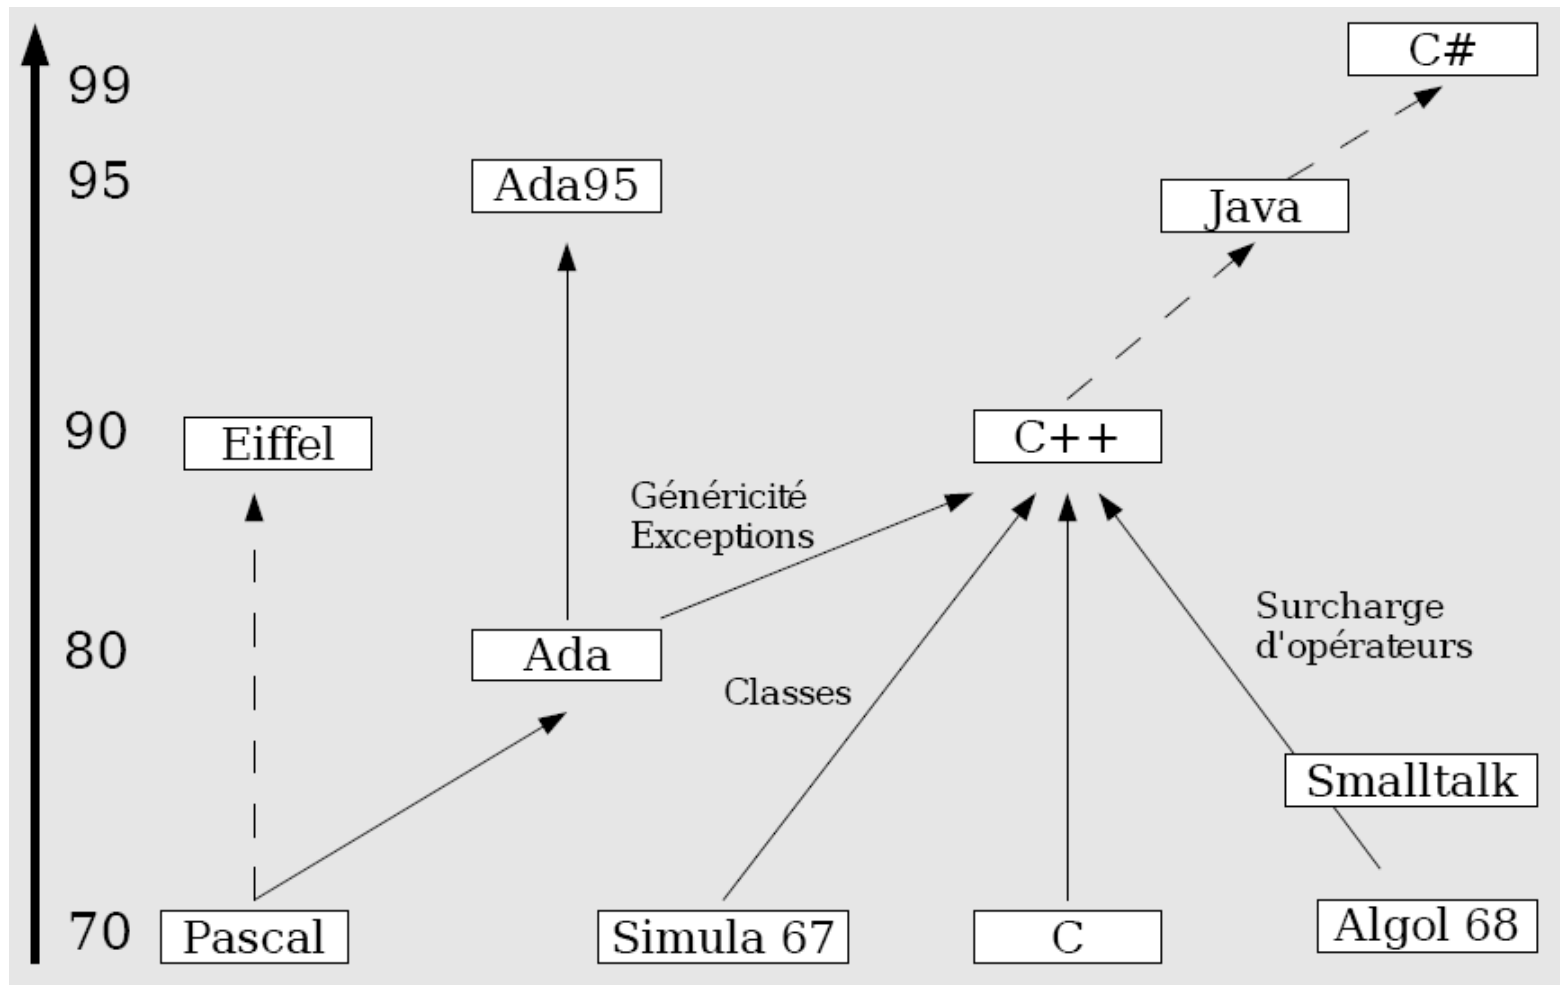 C#
99
95
Ada95
Java
90
Eiffel
C++
Généricité
Exceptions
80
Ada
Surcharge
d'opérateurs
Classes
Smalltalk
70
Pascal
Simula 67
C
Algol 68